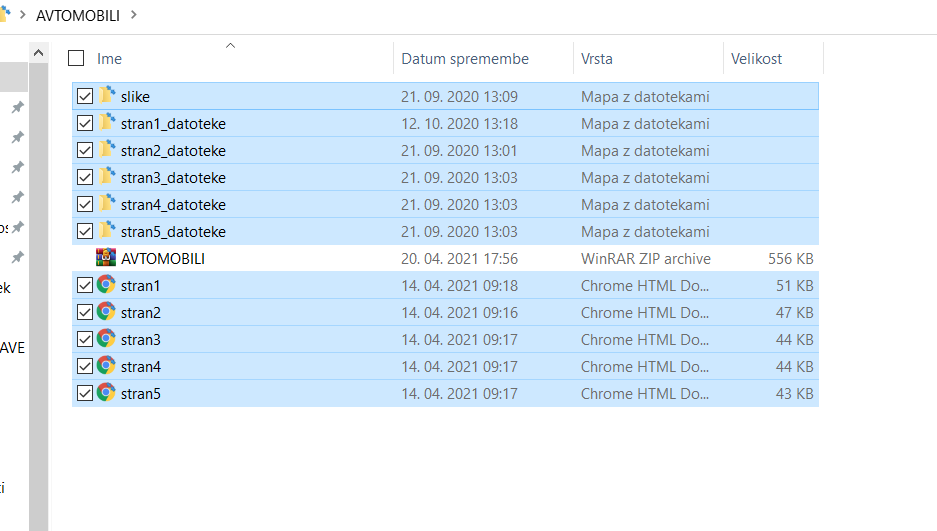 AVTOMOBILI
Ime Datum spremembe Vrsta Velikost
slike 21. 09. 2020 13:09 Mapa z datotekami
stran1_datoteke 12. 10. 2020 13:18 Mapa z datotekami
stran2_datoteke 21. 09. 2020 13:01 Mapa z datotekami
stran3_datoteke 21. 09. 2020 13:03 Mapa z datotekami
stran4_datoteke 21. 09. 2020 13:03 Mapa z datotekami
stran5_datoteke 21. 09. 2020 13:03 Mapa z datotekami
AVTOMOBILI 20. 04. 2021 17:56 WinRAR ZIP archive 556 KB
stran1 14. 04. 2021 09:18 Chrome HTML Do... 51 KB
ek
stran2 14. 04. 2021 09:16 Chrome HTML Do... 47 KB
stran3 14. 04. 2021 09:17 Chrome HTML Do... 44 KB
AVE
stran4 14. 04. 2021 09:17 Chrome HTML Do... 44 KB
stran5 14. 04. 2021 09:17 Chrome HTML Do... 43 KB